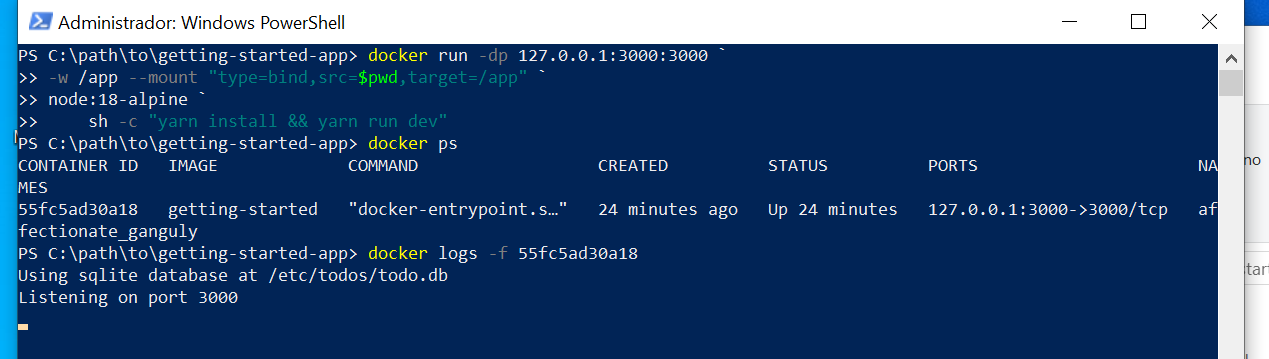 Administrador: Windows PowerShell
PS C:\path\to\getting-started-app> docker run -dp 127.0.0.1:3000:3000 `
>> -w /app --mount "type=bind,src=$pwd,target=/app" `
>> node:18-alpine `
>>     sh -c "yarn install && yarn run dev"
PS C:\path\to\getting-started-app> docker ps
CONTAINER ID   IMAGE             COMMAND                  CREATED          STATUS          PORTS                      NA
MES
55fc5ad30a18   getting-started   "docker-entrypoint.s…"   24 minutes ago   Up 24 minutes   127.0.0.1:3000->3000/tcp   af
fectionate_ganguly
PS C:\path\to\getting-started-app> docker logs -f 55fc5ad30a18
Using sqlite database at /etc/todos/todo.db
Listening on port 3000
no
start